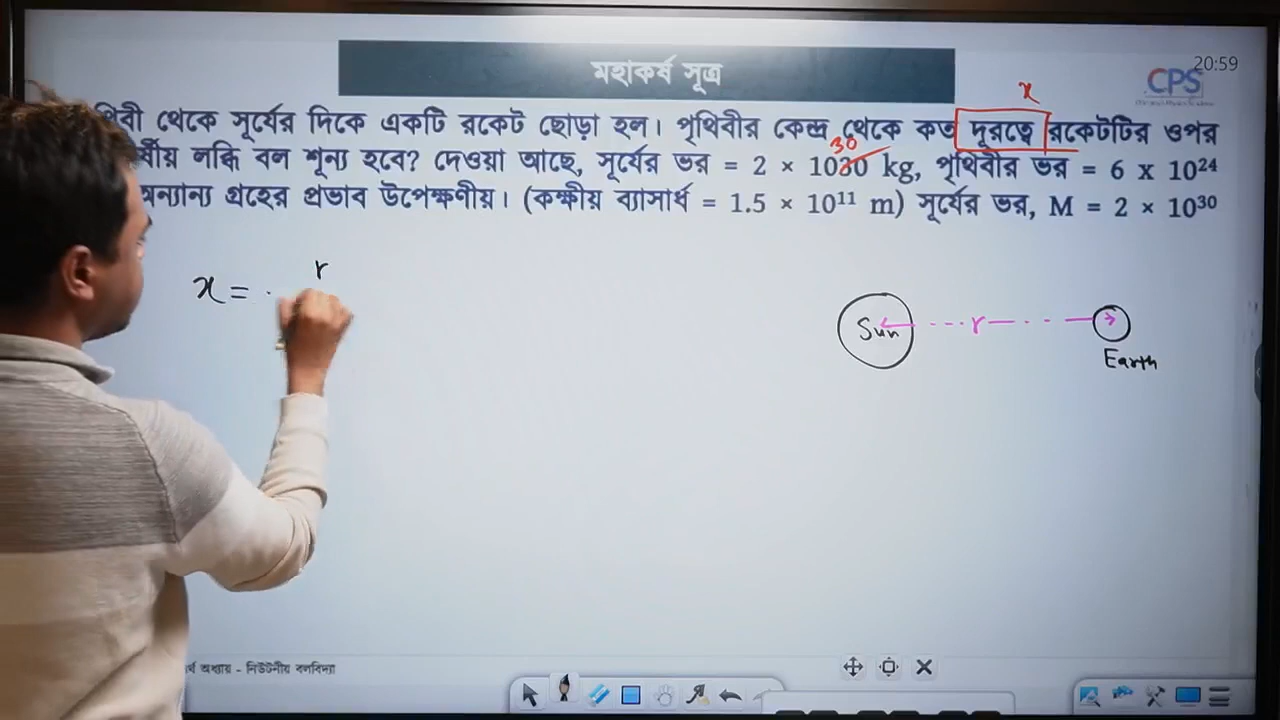 মহাকর্ষ সূত্র
CPS
20:59
x
থেকে সূর্যের দিকে একটি রকেট ছোড়া হল। পৃথিবীর কেন্দ্র থেকে কত দূরত্বে রকেটটির ওপর
30
লব্ধি বল শূন্য হবে? দেওয়া আছে, সূর্যের ভর = 2 × 1030 kg, পৃথিবীর ভর = 6 x 10²⁴
অন্যান্য গ্রহের প্রভাব উপেক্ষণীয়। (কক্ষীয় ব্যাসার্ধ = 1.5 × 10¹¹ m) সূর্যের ভর, M = 2 × 10³⁰
x = r
Sun r
Earth
অধ্যায় - নিউটনীয় বলবিদ্যা